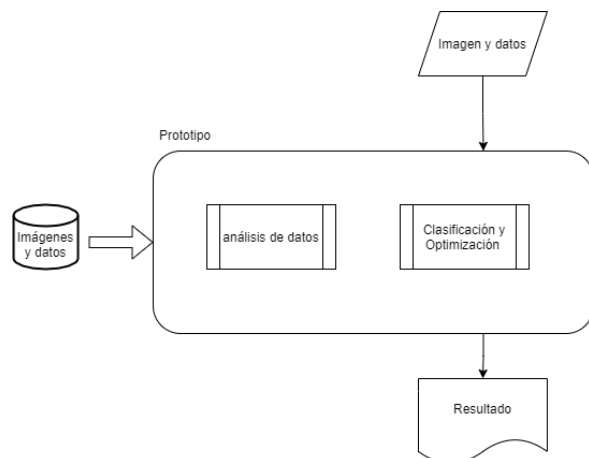 Imagen y datos
Prototipo
Imágenes
y datos
análisis de datos
Clasificación y
Optimización
Resultado